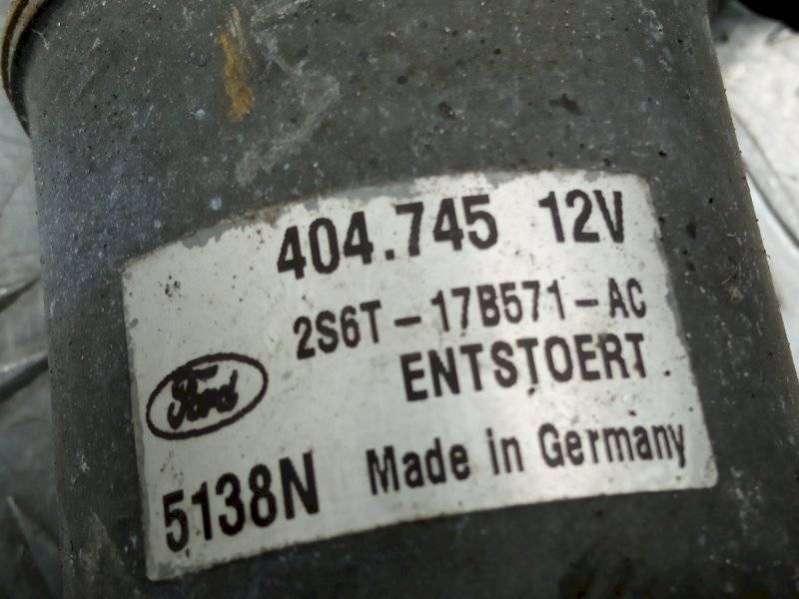 404.745 12V
2S6T-17B571-AC
Ford ENTSTOERT
5138N Made in Germany